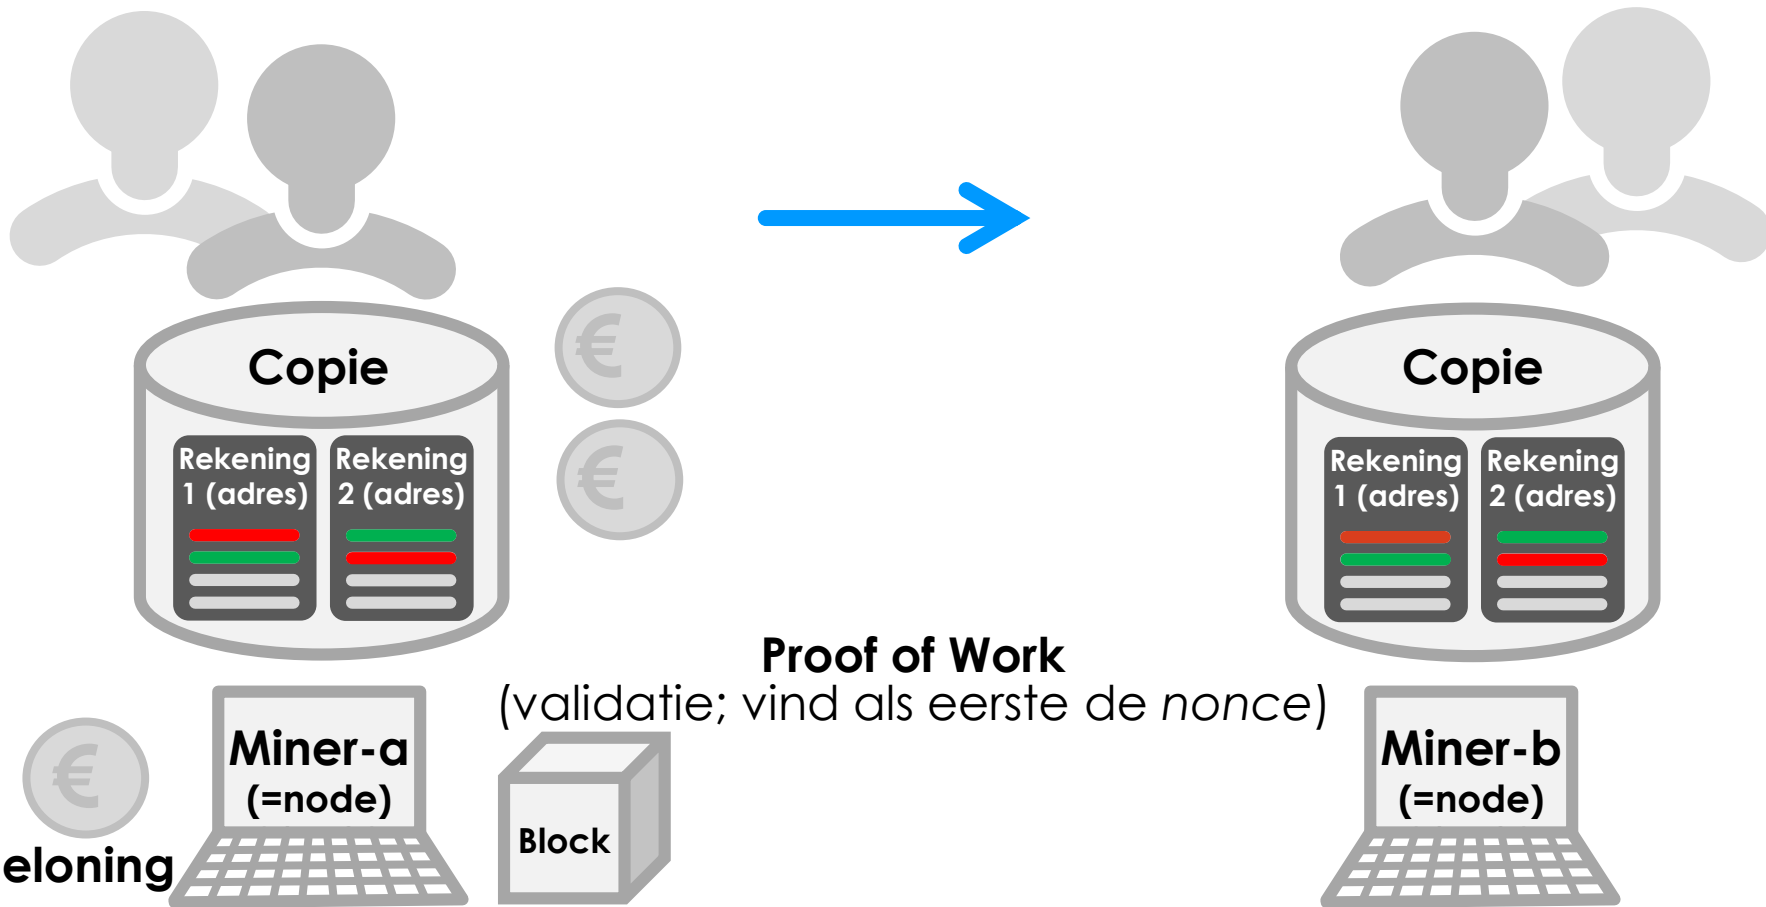 Copie
Rekening
1 (adres)
Rekening
2 (adres)
€
€
Copie
Rekening
1 (adres)
Rekening
2 (adres)
Proof of Work
(validatie; vind als eerste de nonce)
€
eloning
Miner-a
(=node)
Block
Miner-b
(=node)